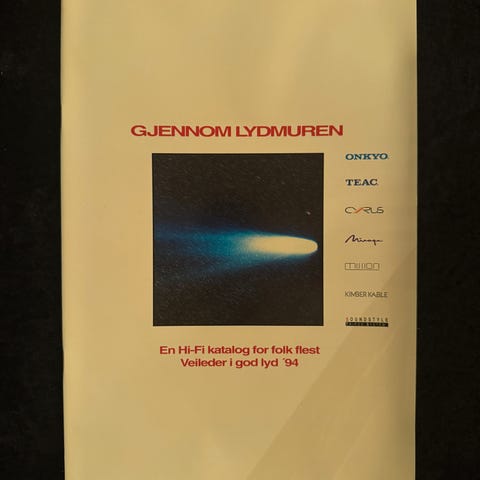 GJENNOM LYDMUREN
ONKYO.
TEAC.
CYRUS
Mirage
million
KIMBER KABLE
SOUNDSTYLE
En Hi-Fi katalog for folk flest
Veileder i god lyd ´94